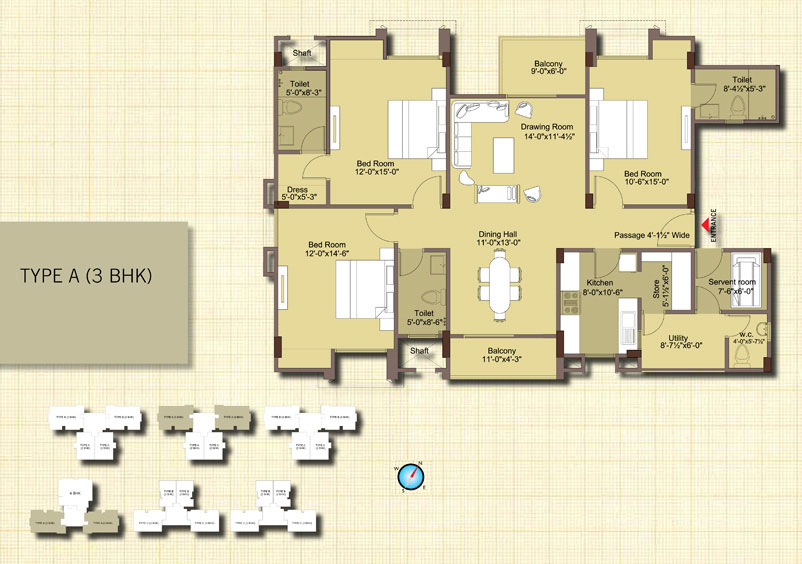 Shaft
Balcony
9'-0"x6'-0"
Toilet
5'-0"x8'-3"
Toilet
8'-4½"x5'-3"
Drawing Room
14'-0"x11'-4½"
Bed Room
12'-0"x15'-0"
Bed Room
10'-6"x15'-0"
Dress
5'-0"x5'-3"
Bed Room
12'-0"x14'-6"
Dining Hall
11'-0"x13'-0"
Passage 4'-1½" Wide
ENTRANCE
TYPE A (3 BHK)
Kitchen
8'-0"x10'-6"
Store
5'-1½"x6'-0"
Servent room
7'-6"x6'-0"
Toilet
5'-0"x8'-6"
Utility
8'-7½"x6'-0"
W.C.
4'-0"x5'-7½"
Shaft
Balcony
11'-0"x4'-3"
N
W
E
S